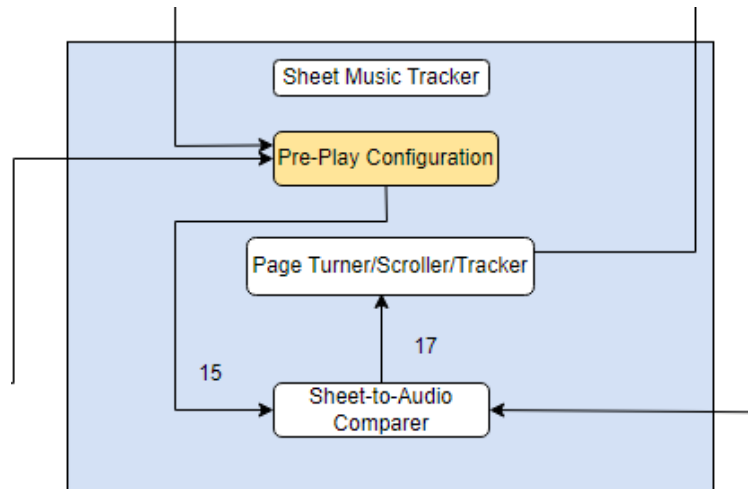 Sheet Music Tracker
Pre-Play Configuration
Page Turner/Scroller/Tracker
17
15
Sheet-to-Audio
Comparer